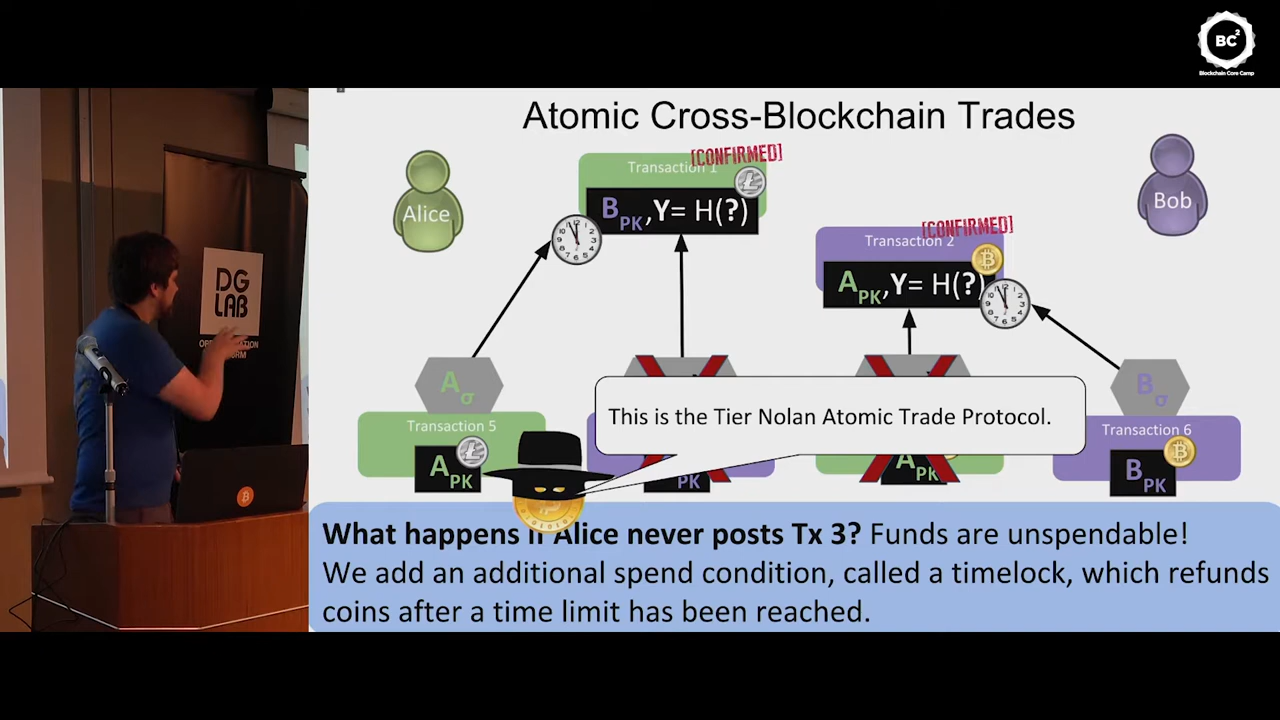 BC²
Blockchain Core Camp
Atomic Cross-Blockchain Trades
[CONFIRMED]
Transaction 1
Alice
B PK, Y= H(?)
Bob
[CONFIRMED]
Transaction 2
A PK, Y= H(?)
DG
LAB
A σ
B σ
This is the Tier Nolan Atomic Trade Protocol.
Transaction 5
Transaction 6
A PK
PK
A PK
B PK
What happens if Alice never posts Tx 3? Funds are unspendable!
We add an additional spend condition, called a timelock, which refunds
coins after a time limit has been reached.